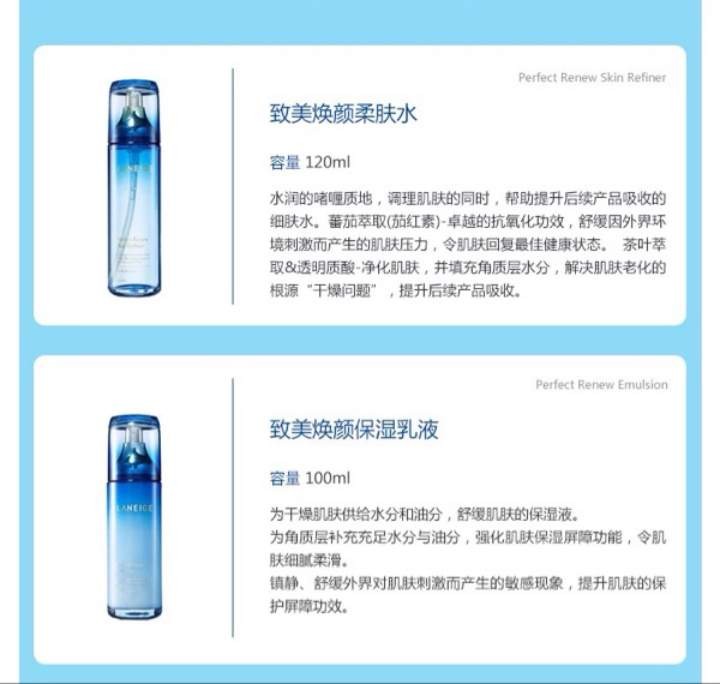 Perfect Renew Skin Refiner
致美焕颜柔肤水
容量 120ml
水润的啫喱质地，调理肌肤的同时，帮助提升后续产品吸收的
细肤水。蕃茄萃取(茄红素)-卓越的抗氧化功效，舒缓因外界环
境刺激而产生的肌肤压力，令肌肤回复最佳健康状态。 茶叶萃
取&透明质酸-净化肌肤，并填充角质层水分，解决肌肤老化的
根源“干燥问题”，提升后续产品吸收。
Perfect Renew Emulsion
致美焕颜保湿乳液
LANEIGE
容量 100ml
为干燥肌肤供给水分和油分，舒缓肌肤的保湿液。
为角质层补充充足水分与油分，强化肌肤保湿屏障功能，令肌
肤细腻柔滑。
镇静、舒缓外界对肌肤刺激而产生的敏感现象，提升肌肤的保
护屏障功效。